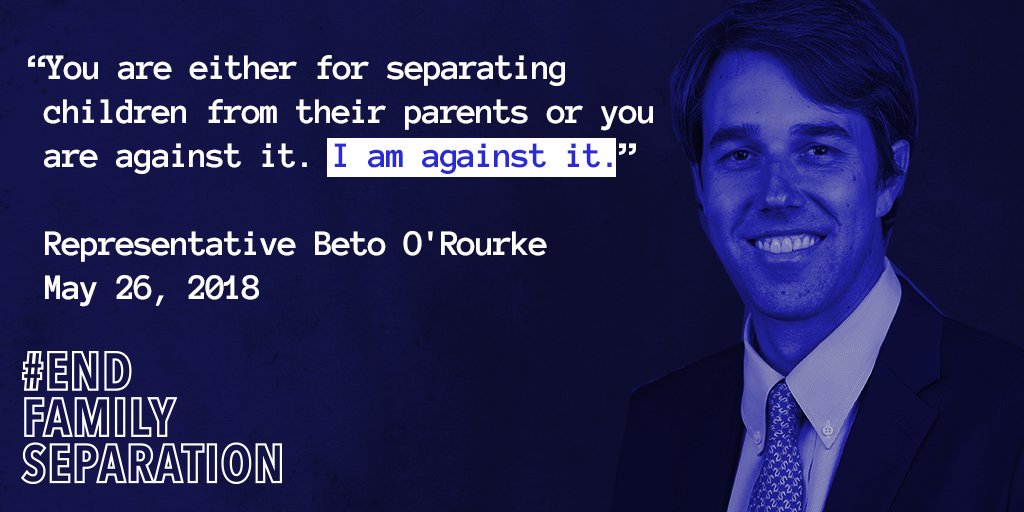 “You are either for separating
children from their parents or you
are against it. I am against it.”
Representative Beto O'Rourke
May 26, 2018
#END
FAMILY
SEPARATION